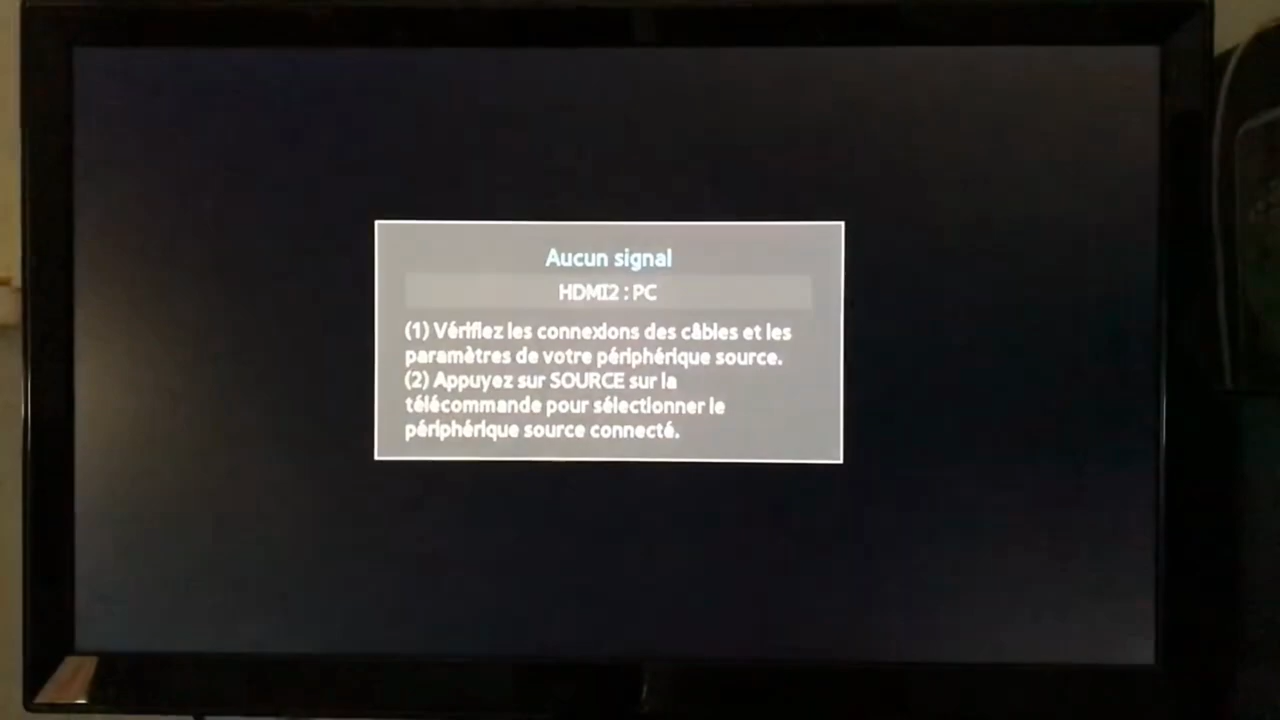 Aucun signal
HDMI2 : PC
(1) Vérifiez les connexions des câbles et les
paramètres de votre périphérique source.
(2) Appuyez sur SOURCE sur la
télécommande pour sélectionner le
périphérique source connecté.